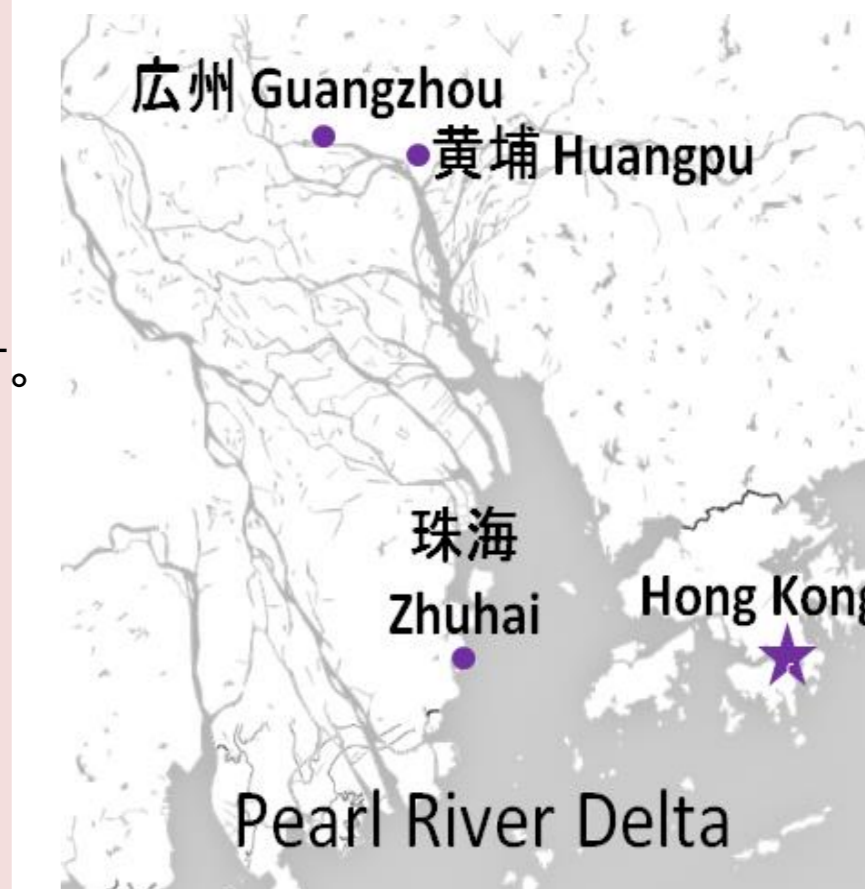 広州 Guangzhou
黄埔 Huangpu
。
珠海
Zhuhai
Hong Kong
Pearl River Delta